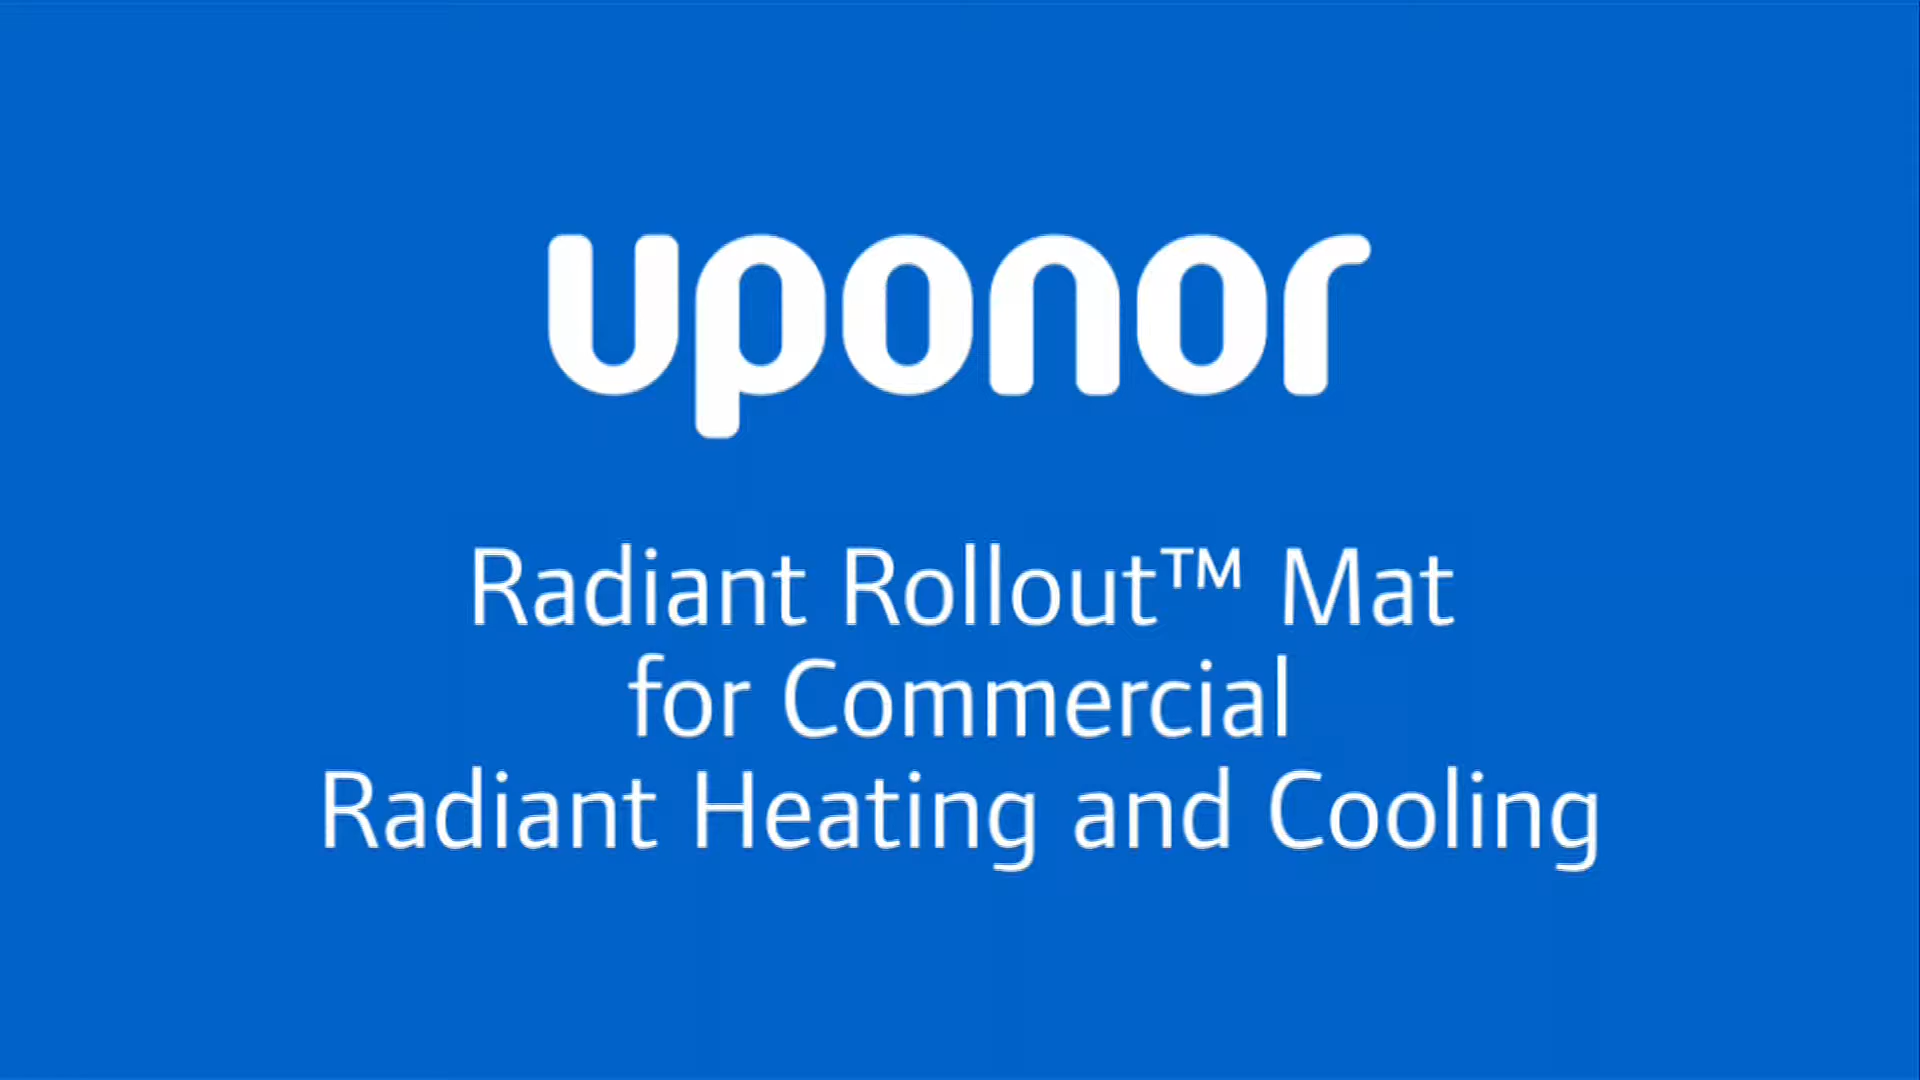 uponor
Radiant Rollout™ Mat
for Commercial
Radiant Heating and Cooling